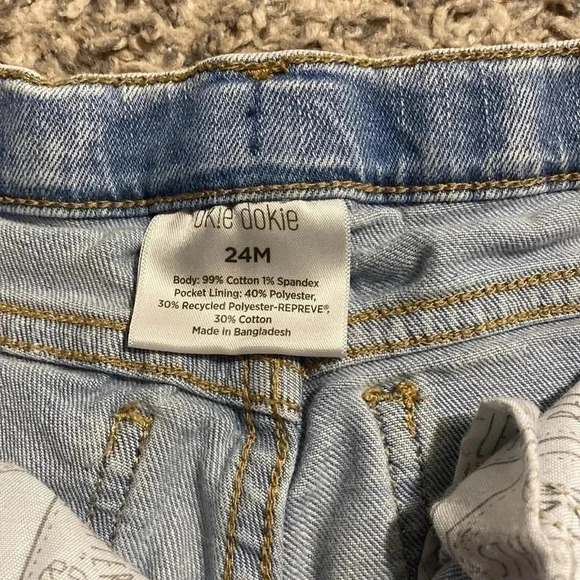 okie dokie
24M
Body: 99% Cotton 1% Spandex
Pocket Lining: 40% Polyester,
30% Recycled Polyester-REPREVE®,
30% Cotton
Made in Bangladesh